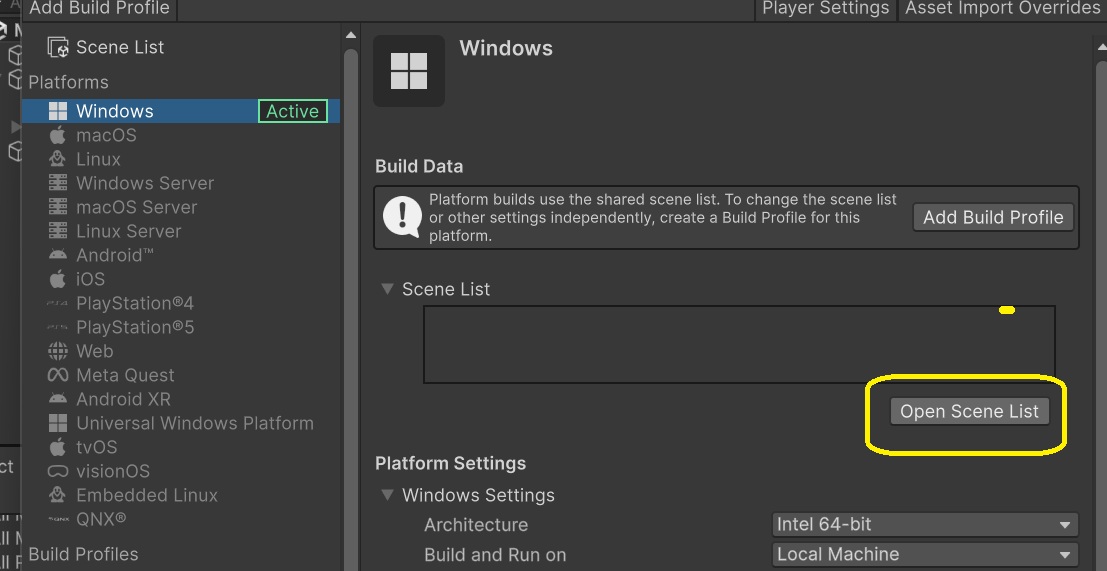 Add Build Profile
Player Settings
Asset Import Overrides
Scene List
Platforms
Windows
Active
macOS
Linux
Windows Server
macOS Server
Linux Server
Android™
iOS
PlayStation®4
PlayStation®5
Web
Meta Quest
Android XR
Universal Windows Platform
tvOS
visionOS
Embedded Linux
QNX®
Build Profiles
Windows
Build Data
Platform builds use the shared scene list. To change the scene list
or other settings independently, create a Build Profile for this
platform.
Add Build Profile
Scene List
Open Scene List
Platform Settings
Windows Settings
Architecture
Intel 64-bit
Build and Run on
Local Machine